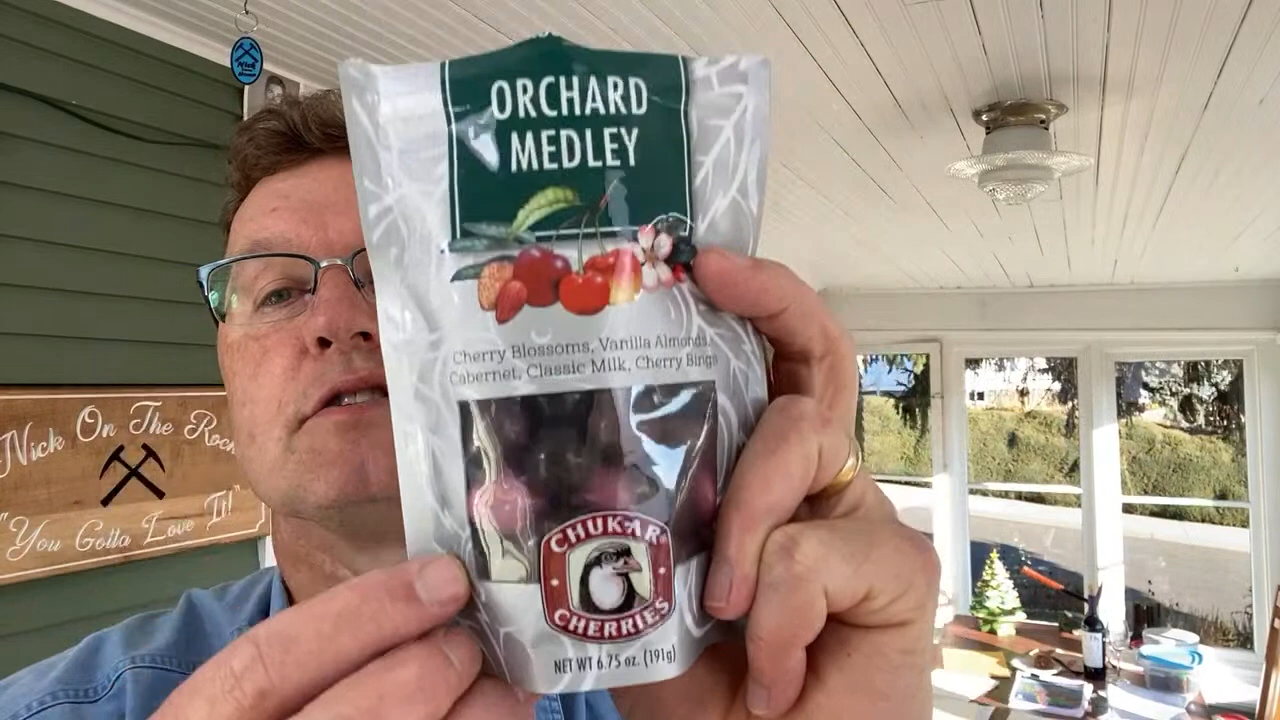 ORCHARD
MEDLEY
Cherry Blossoms, Vanilla Almonds,
Cabernet, Classic Milk, Cherry Bings
CHUKAR®
CHERRIES
NET WT 6.75 oz. (191g)
Nick On The Rock
"You Gotta Love It!"